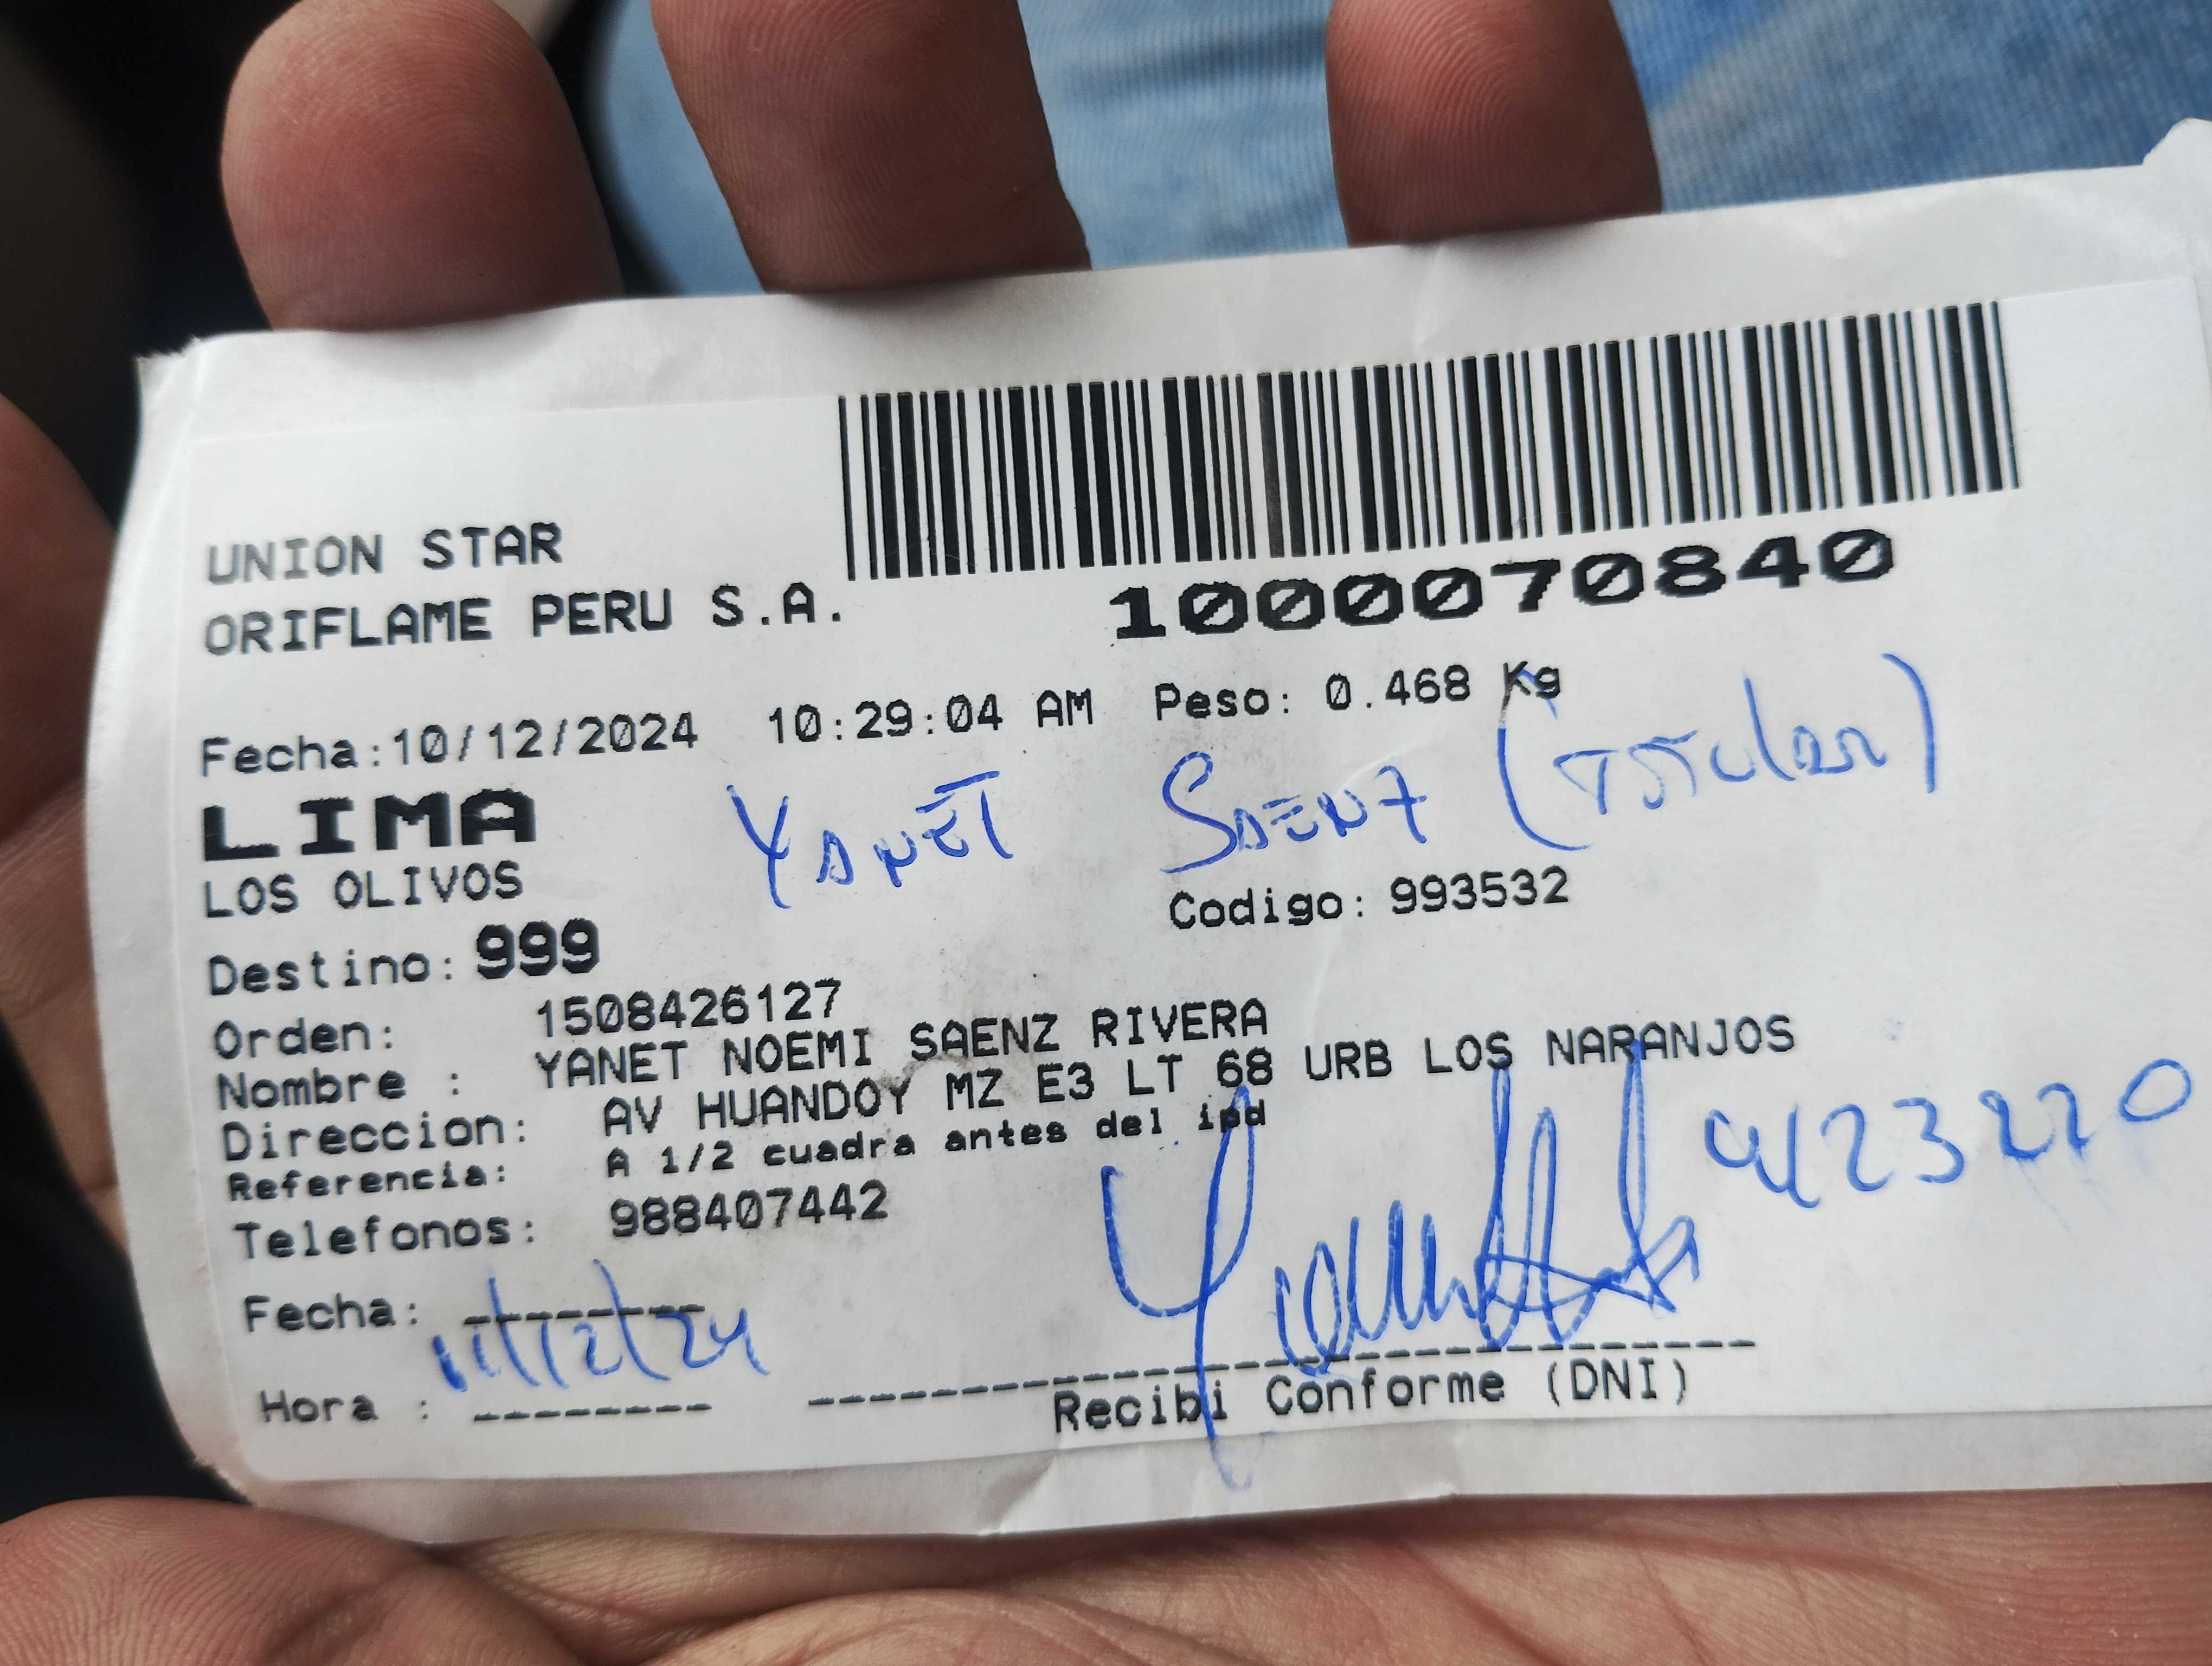 UNION STAR
ORIFLAME PERU S.A.
1000070840
Fecha:10/12/2024 10:29:04 AM Peso: 0.468 Kg
LIMA
YANET SAENZ (TITULAR)
LOS OLIVOS
Codigo: 993532
Destino: 999
Orden: 1508426127
Nombre : YANET NOEMI SAENZ RIVERA
Direccion: AV HUANDOY MZ E3 LT 68 URB LOS NARANJOS
Referencia: A 1/2 cuadra antes del ipd
Telefonos: 988407442
Fecha: 11/12/24
Hora :
Recibi Conforme (DNI)